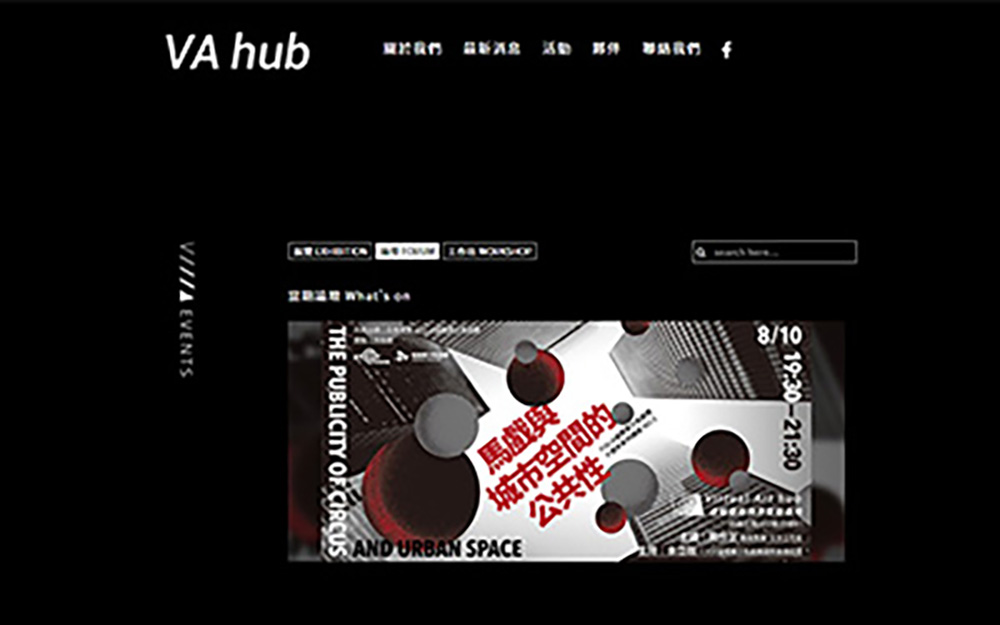 VA hub
關於我們 最新消息 活動 夥伴 聯絡我們 f
展覽 EXHIBITION 論壇 FORUM 工作坊 WORKSHOP
search here...
EVENTS
當期論壇 What's on
8/10 19:30–21:30
THE PUBLICITY OF CIRCUS
AND URBAN SPACE
馬戲與
城市空間的
公共性
Virtual Art hub